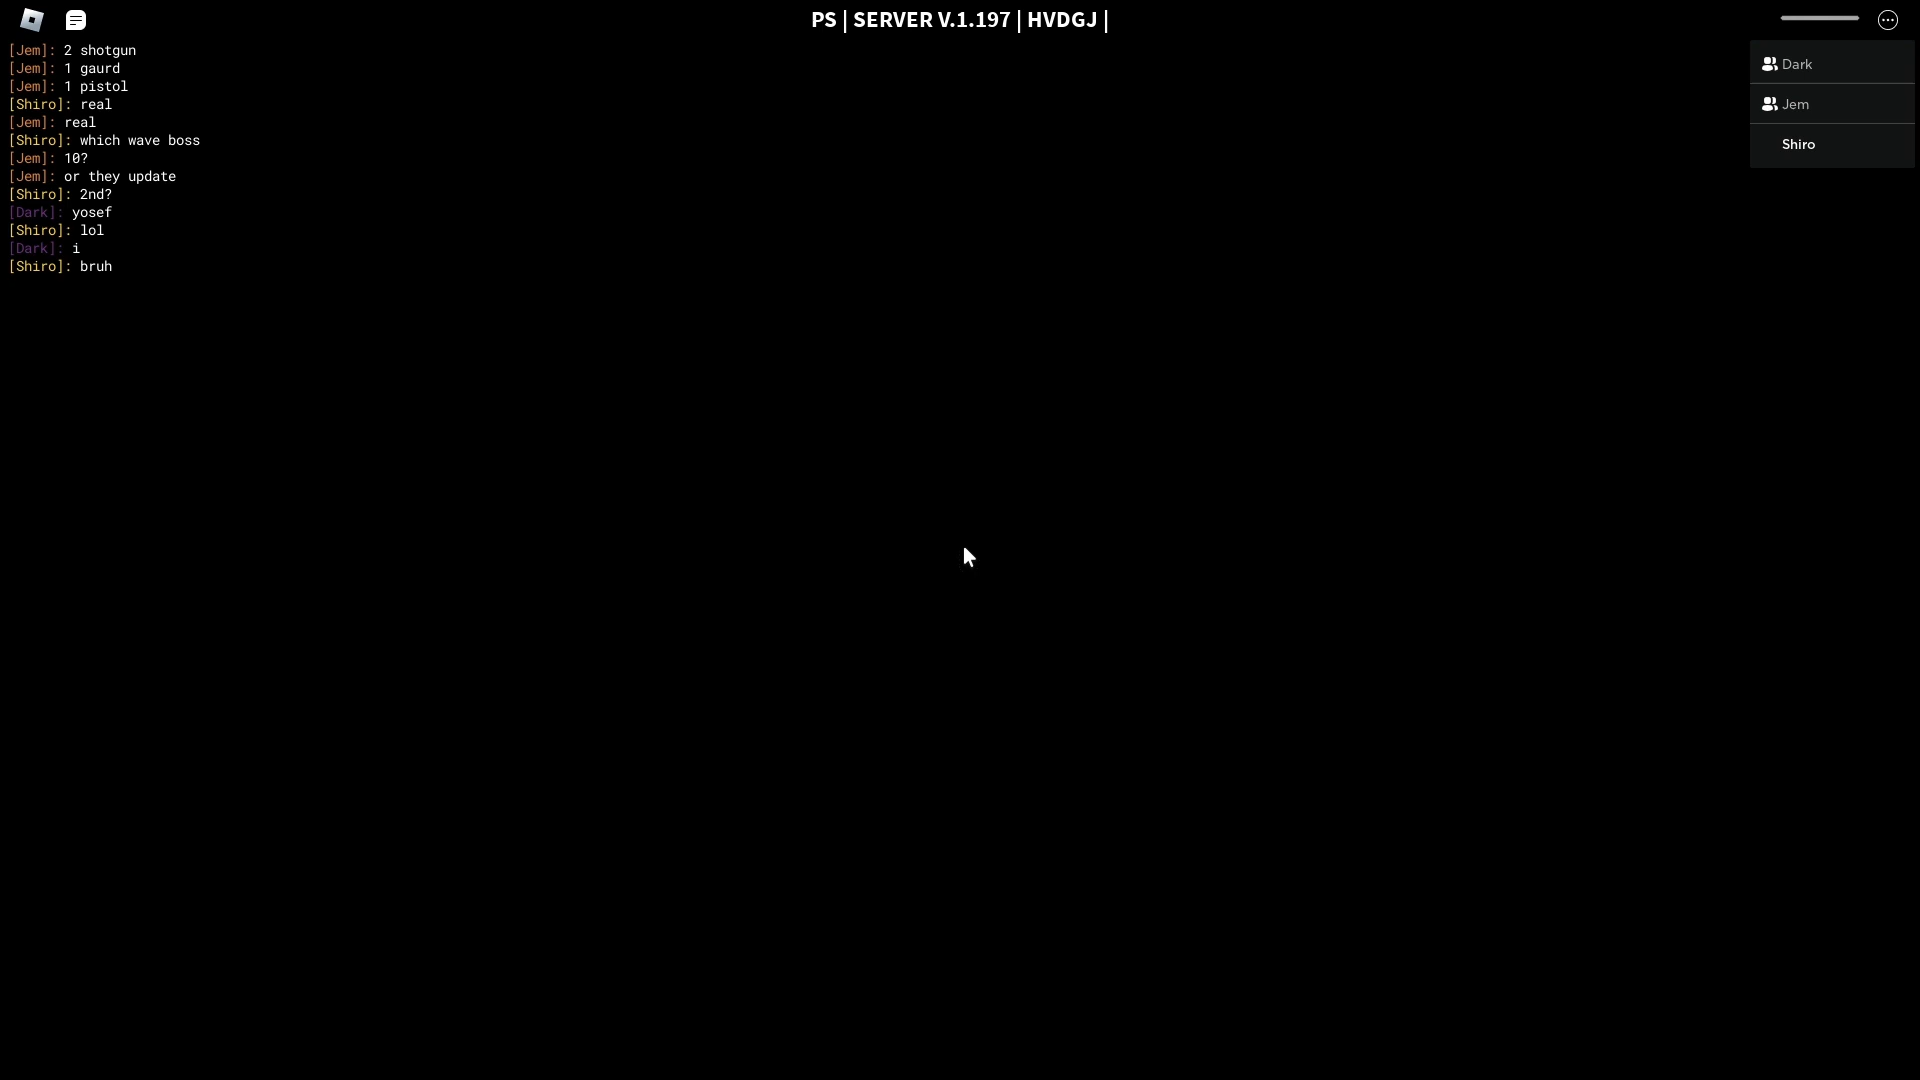 PS | SERVER V.1.197 | HVDGJ |
[Jem]: 2 shotgun
[Jem]: 1 gaurd
[Jem]: 1 pistol
[Shiro]: real
[Jem]: real
[Shiro]: which wave boss
[Jem]: 10?
[Jem]: or they update
[Shiro]: 2nd?
[Dark]: yosef
[Shiro]: lol
[Dark]: i
[Shiro]: bruh
Dark
Jem
Shiro